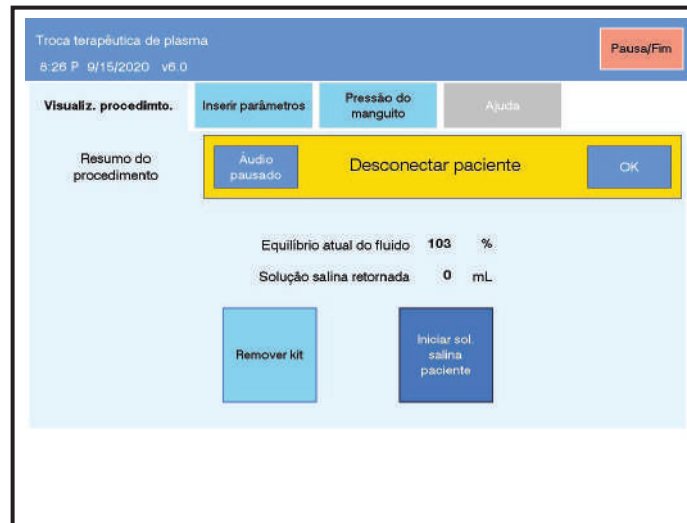 Troca terapêutica de plasma
8:26 P 9/15/2020 v6.0
Pausa/Fim
Visualiz. procedimto.
Inserir parâmetros
Pressão do
manguito
Ajuda
Resumo do
procedimento
Áudio
pausado
Desconectar paciente
OK
Equilíbrio atual do fluido 103 %
Solução salina retornada 0 mL
Remover kit
Iniciar sol.
salina
paciente